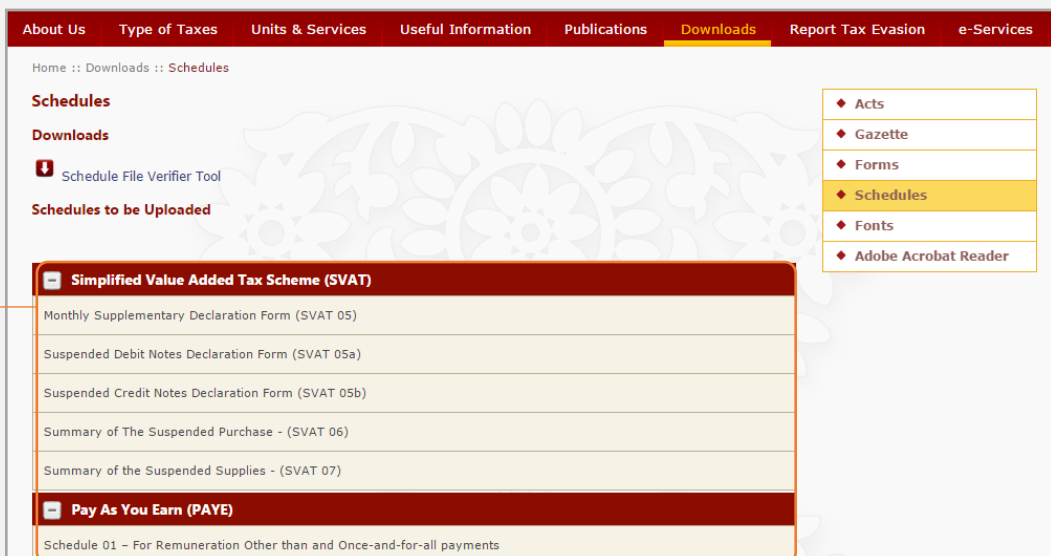 About Us Type of Taxes Units & Services Useful Information Publications Downloads Report Tax Evasion e-Services
Home :: Downloads :: Schedules
Schedules
Downloads
Schedule File Verifier Tool
Schedules to be Uploaded
Simplified Value Added Tax Scheme (SVAT)
Monthly Supplementary Declaration Form (SVAT 05)
Suspended Debit Notes Declaration Form (SVAT 05a)
Suspended Credit Notes Declaration Form (SVAT 05b)
Summary of The Suspended Purchase - (SVAT 06)
Summary of the Suspended Supplies - (SVAT 07)
Pay As You Earn (PAYE)
Schedule 01 – For Remuneration Other than and Once-and-for-all payments
Acts
Gazette
Forms
Schedules
Fonts
Adobe Acrobat Reader